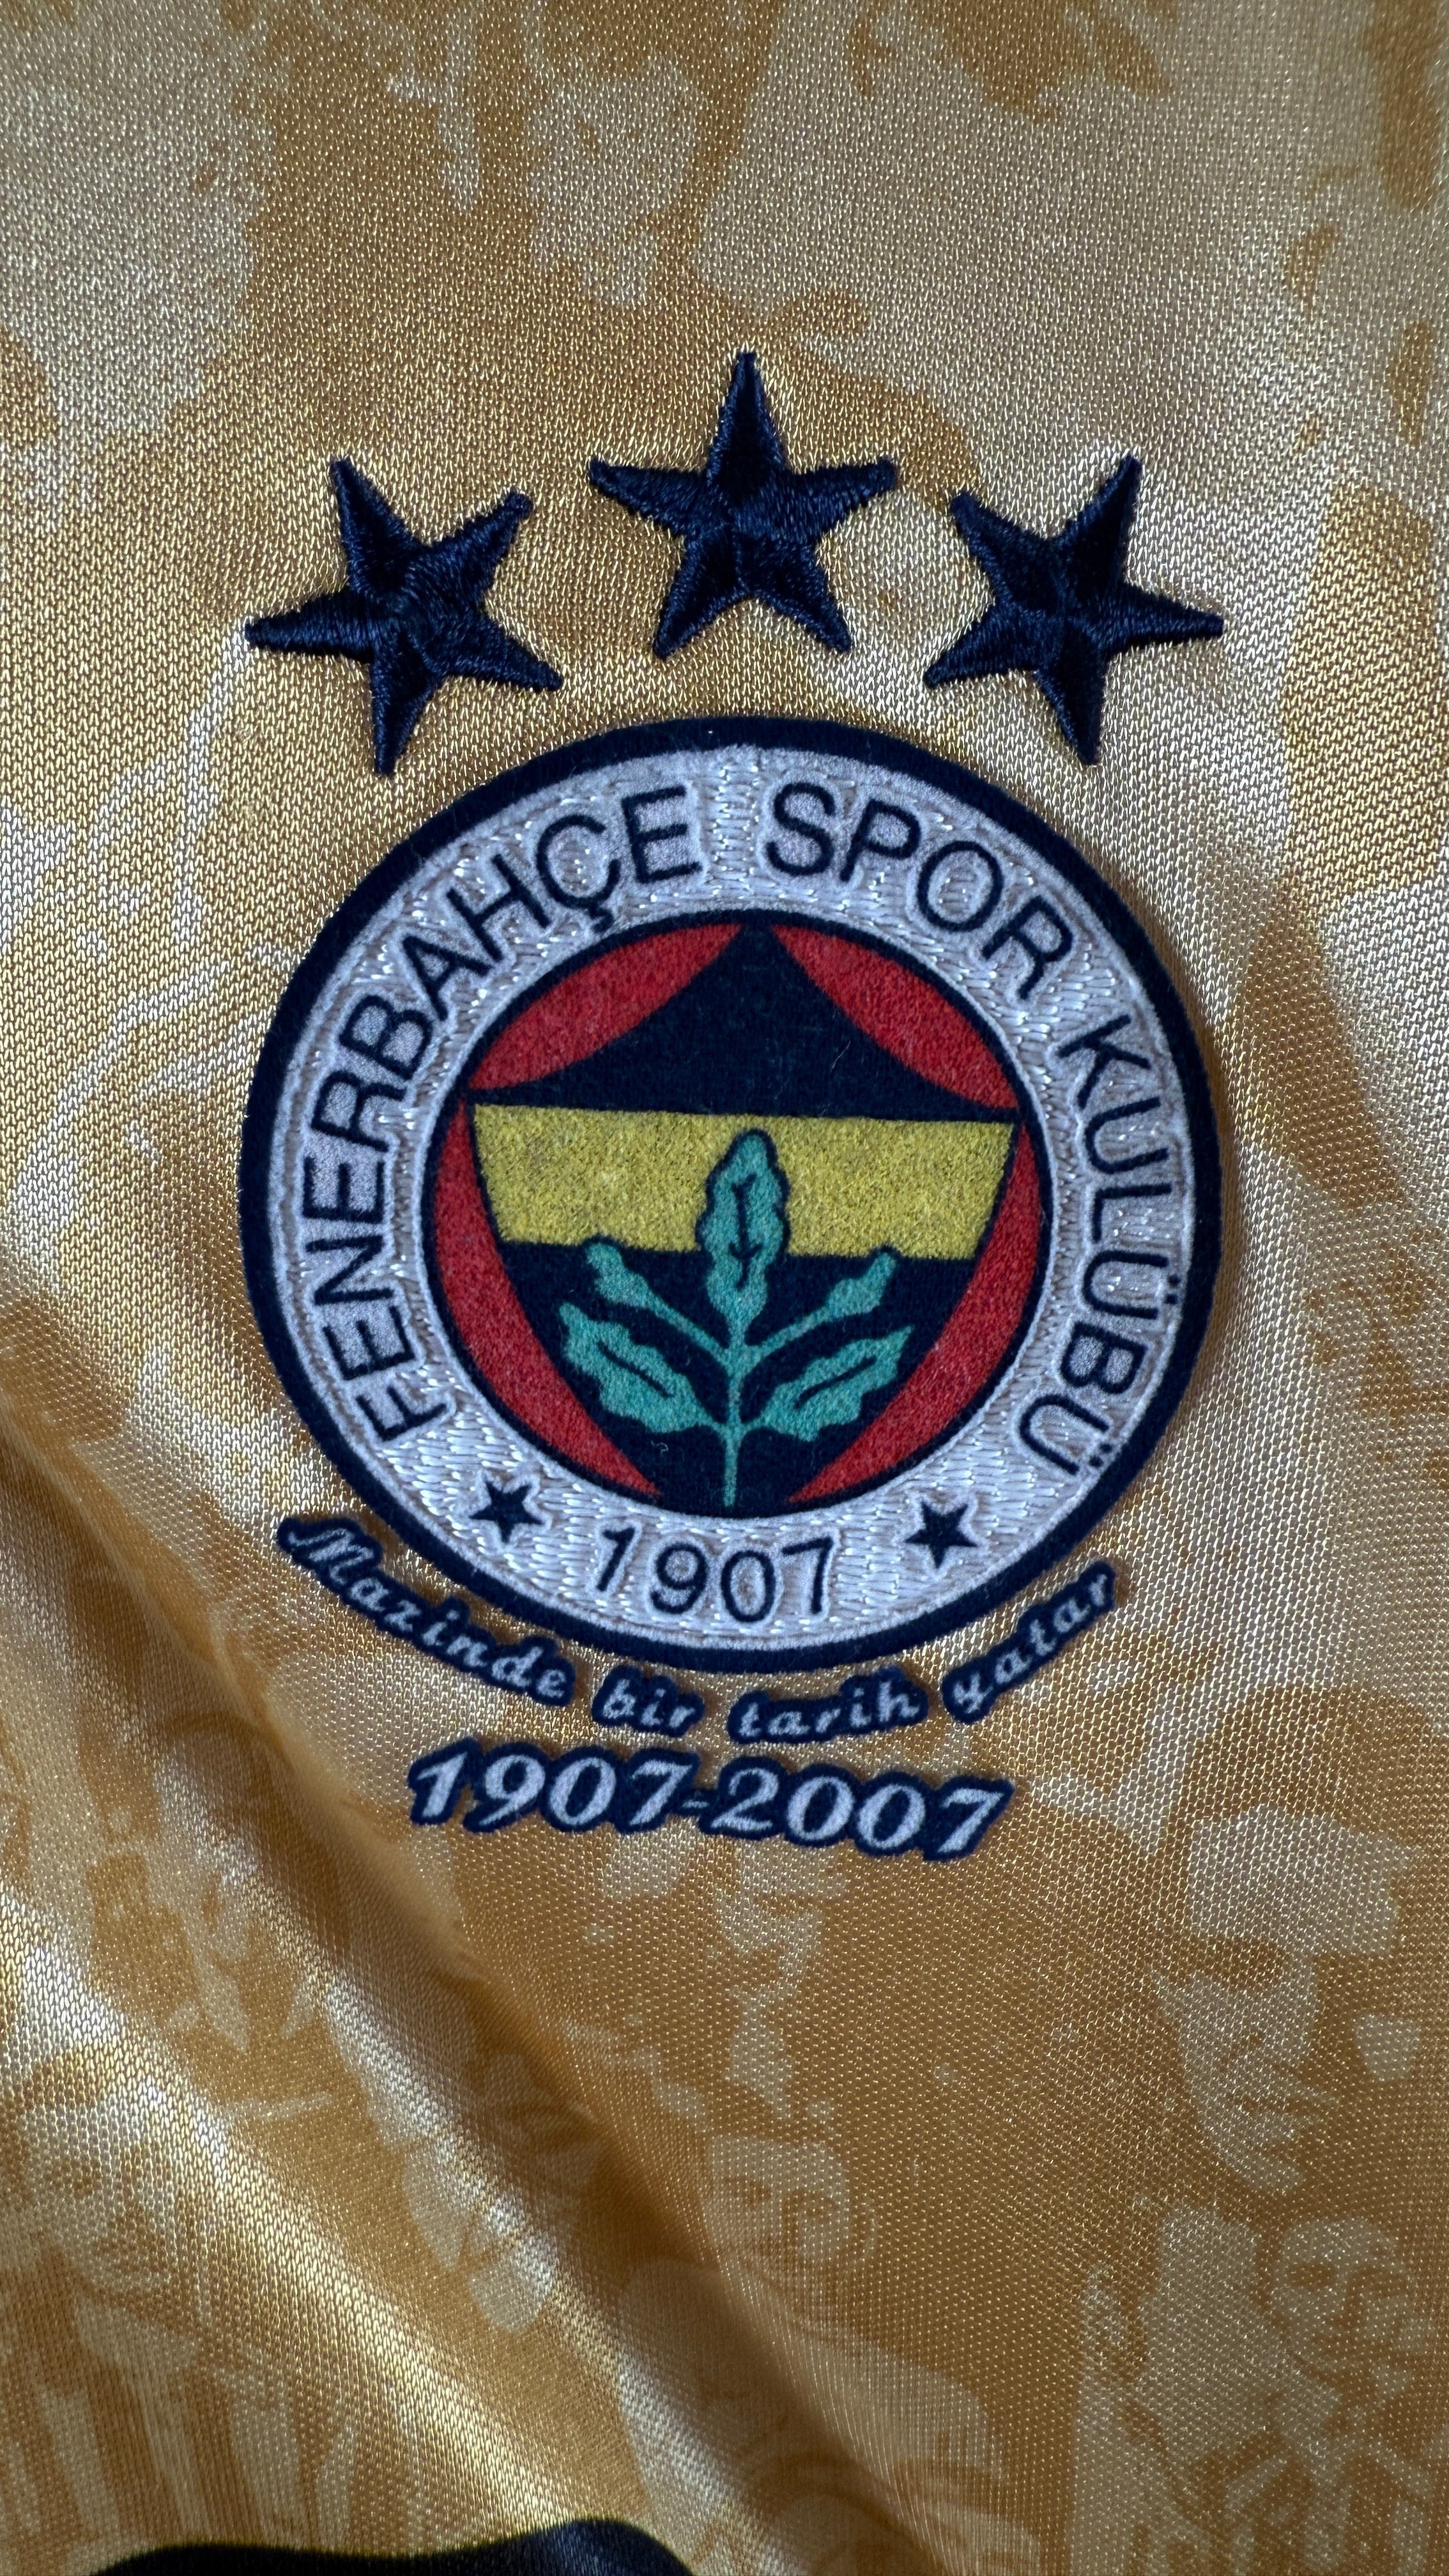 FENERBAHÇE SPOR KULÜBÜ
1907
Mazinde bir tarih yatar
1907-2007